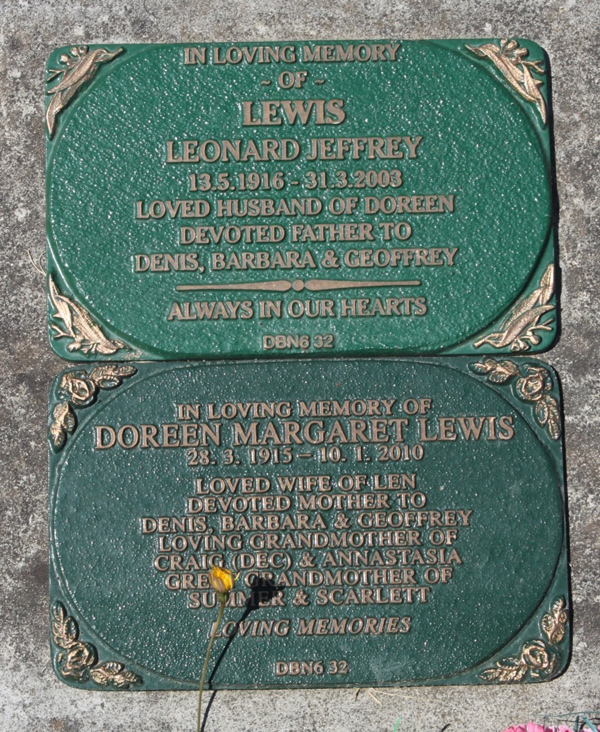 IN LOVING MEMORY
~ OF ~
LEWIS
LEONARD JEFFREY
13.5.1916 - 31.3.2003
LOVED HUSBAND OF DOREEN
DEVOTED FATHER TO
DENIS, BARBARA & GEOFFREY
ALWAYS IN OUR HEARTS
DBN6 32
IN LOVING MEMORY OF
DOREEN MARGARET LEWIS
28. 3. 1915 – 10. 1. 2010
LOVED WIFE OF LEN
DEVOTED MOTHER TO
DENIS, BARBARA & GEOFFREY
LOVING GRANDMOTHER OF
CRAIG (DEC) & ANNASTASIA
GREAT GRANDMOTHER OF
SUMMER & SCARLETT
LOVING MEMORIES
DBN6 32